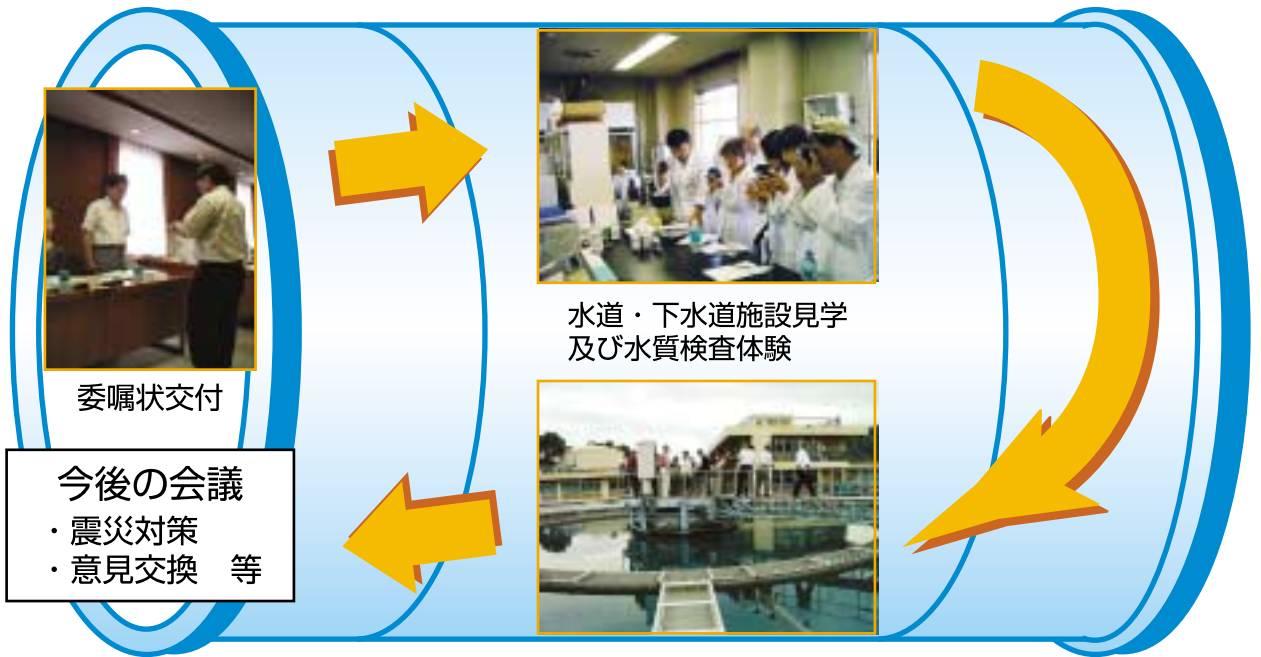 委嘱状交付
水道・下水道施設見学
及び水質検査体験
今後の会議
・震災対策
・意見交換　等